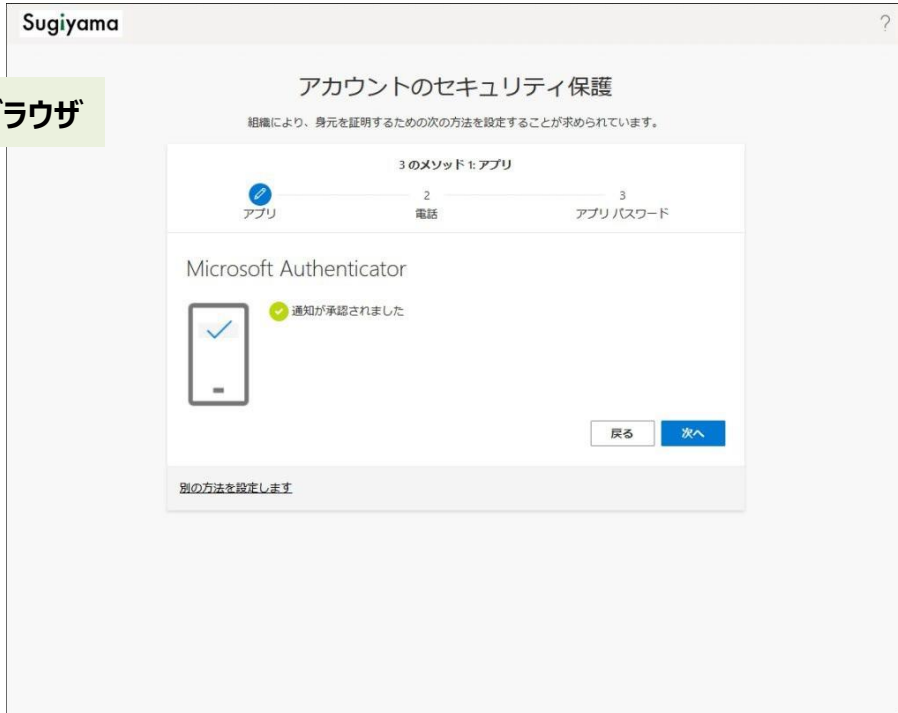 Sugiyama
?
アカウントのセキュリティ保護
ラウザ
組織により、身元を証明するための次の方法を設定することが求められています。
3 のメソッド 1: アプリ
2
3
アプリ
電話
アプリ パスワード
Microsoft Authenticator
通知が承認されました
戻る
次へ
別の方法を設定します